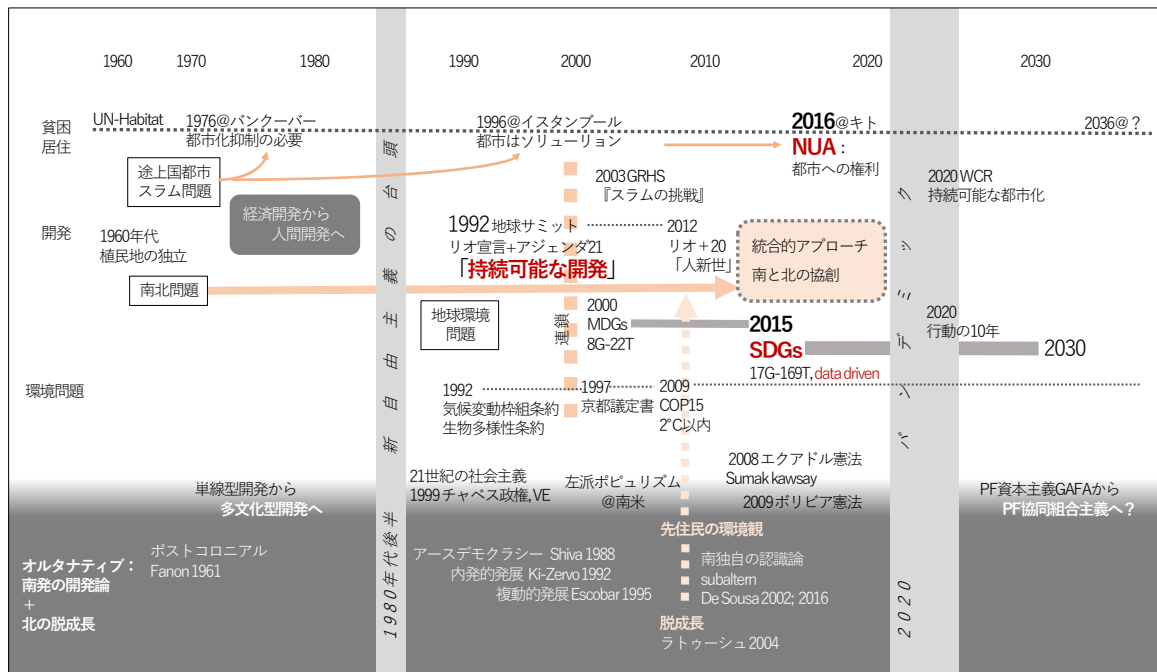 1960
1970
1980
1990
2000
2010
2020
2030
貧困
居住
UN-Habitat
1976@バンクーバー
都市化抑制の必要
1996@イスタンブール
都市はソリューリョン
2016@キト
NUA：
都市への権利
2036@？
途上国都市
スラム問題
2003 GRHS
『スラムの挑戦』
2020 WCR
持続可能な都市化
経済開発から
人間開発へ
開発
1960年代
植民地の独立
1992 地球サミット
リオ宣言+アジェンダ21
「持続可能な開発」
2012
リオ+20
「人新世」
統合的アプローチ
南と北の協創
南北問題
地球環境
問題
連鎖
2000
MDGs
8G-22T
2015
SDGs
17G-169T, data driven
2020
行動の10年
2030
環境問題
1992
気候変動枠組条約
生物多様性条約
1997
京都議定書
2009
COP15
2℃以内
1980年代後半 新自由主義の台頭
2020 パンデミック
単線型開発から
多文化型開発へ
21世紀の社会主義
1999 チャベス政権, VE
左派ポピュリズム
@南米
2008 エクアドル憲法
Sumak kawsay
2009 ボリビア憲法
PF資本主義GAFAから
PF協同組合主義へ？
オルタナティブ：
南発の開発論
+
北の脱成長
ポストコロニアル
Fanon 1961
アースデモクラシー Shiva 1988
内発的発展 Ki-Zervo 1992
複動的発展 Escobar 1995
先住民の環境観
南独自の認識論
subaltern
De Sousa 2002; 2016
脱成長
ラトゥーシュ 2004